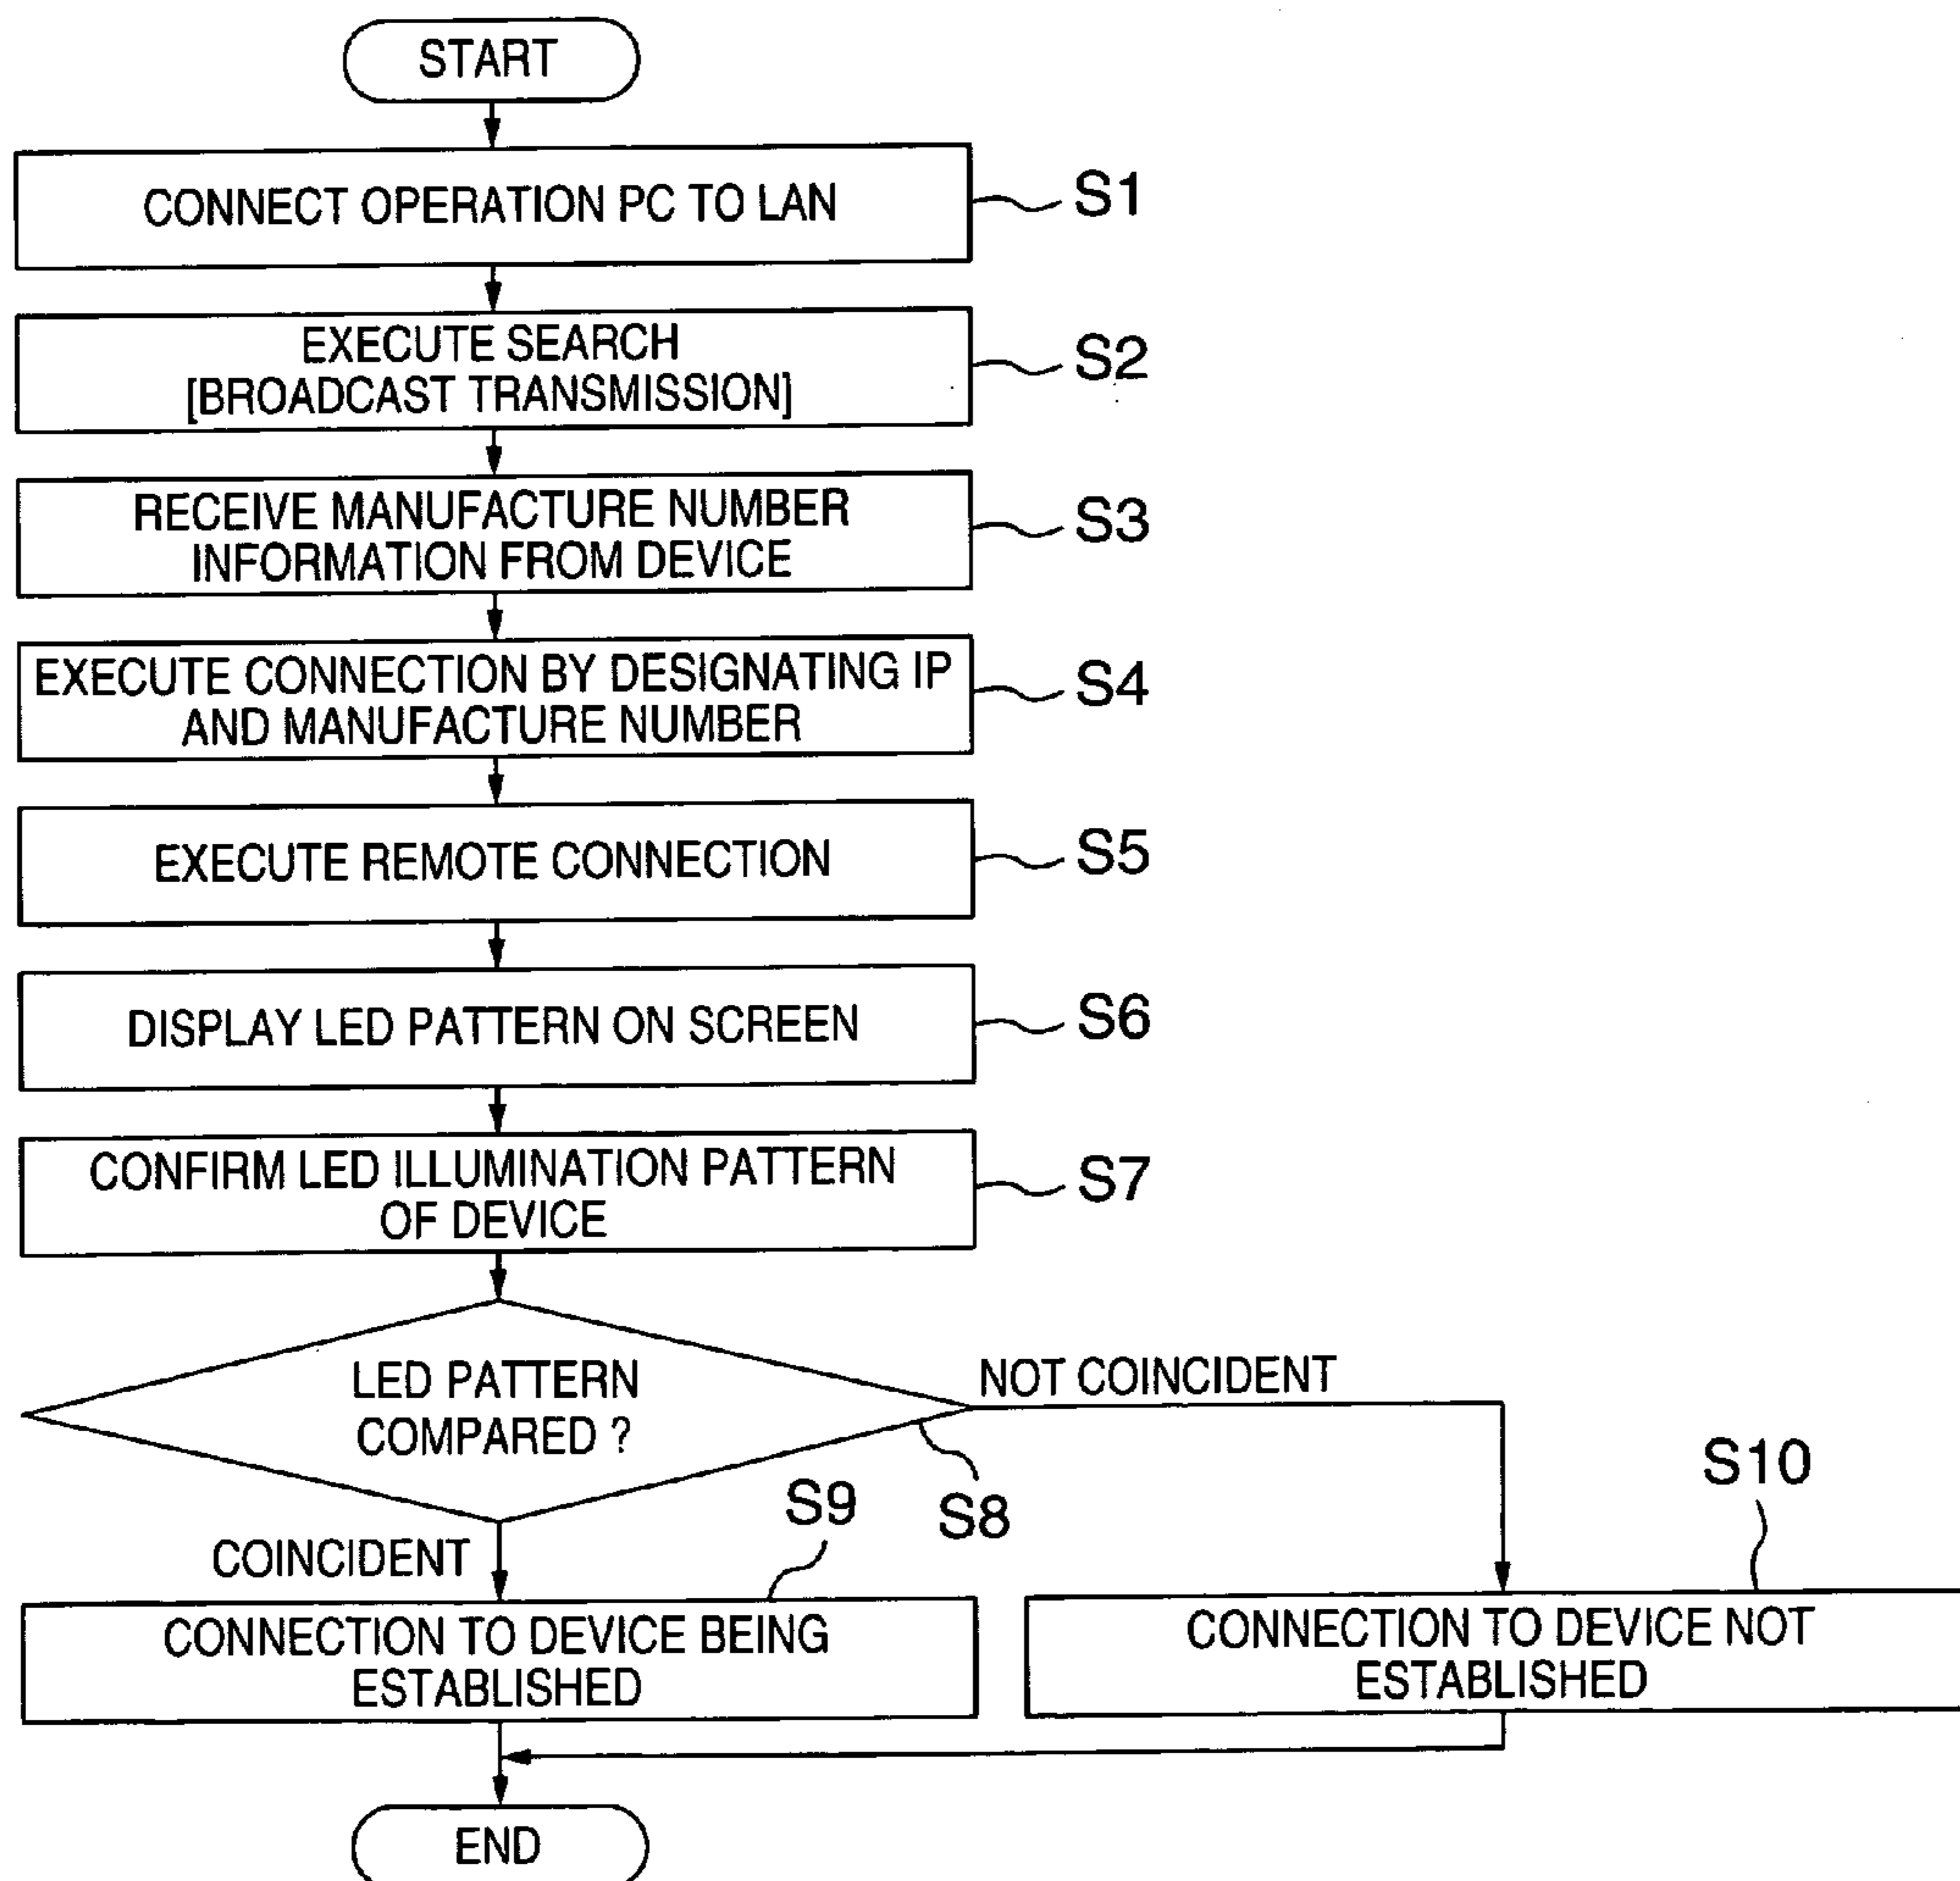 START
CONNECT OPERATION PC TO LAN
S1
EXECUTE SEARCH
[BROADCAST TRANSMISSION]
S2
RECEIVE MANUFACTURE NUMBER
INFORMATION FROM DEVICE
S3
EXECUTE CONNECTION BY DESIGNATING IP
AND MANUFACTURE NUMBER
S4
EXECUTE REMOTE CONNECTION
S5
DISPLAY LED PATTERN ON SCREEN
S6
CONFIRM LED ILLUMINATION PATTERN
OF DEVICE
S7
LED PATTERN
COMPARED ?
S8
NOT COINCIDENT
COINCIDENT
S9
CONNECTION TO DEVICE BEING
ESTABLISHED
S10
CONNECTION TO DEVICE NOT
ESTABLISHED
END